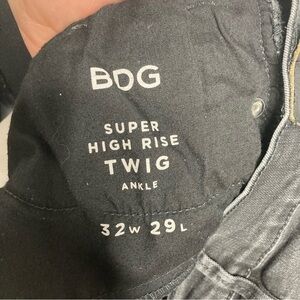 BDG
SUPER
HIGH RISE
TWIG
ANKLE
32W 29L